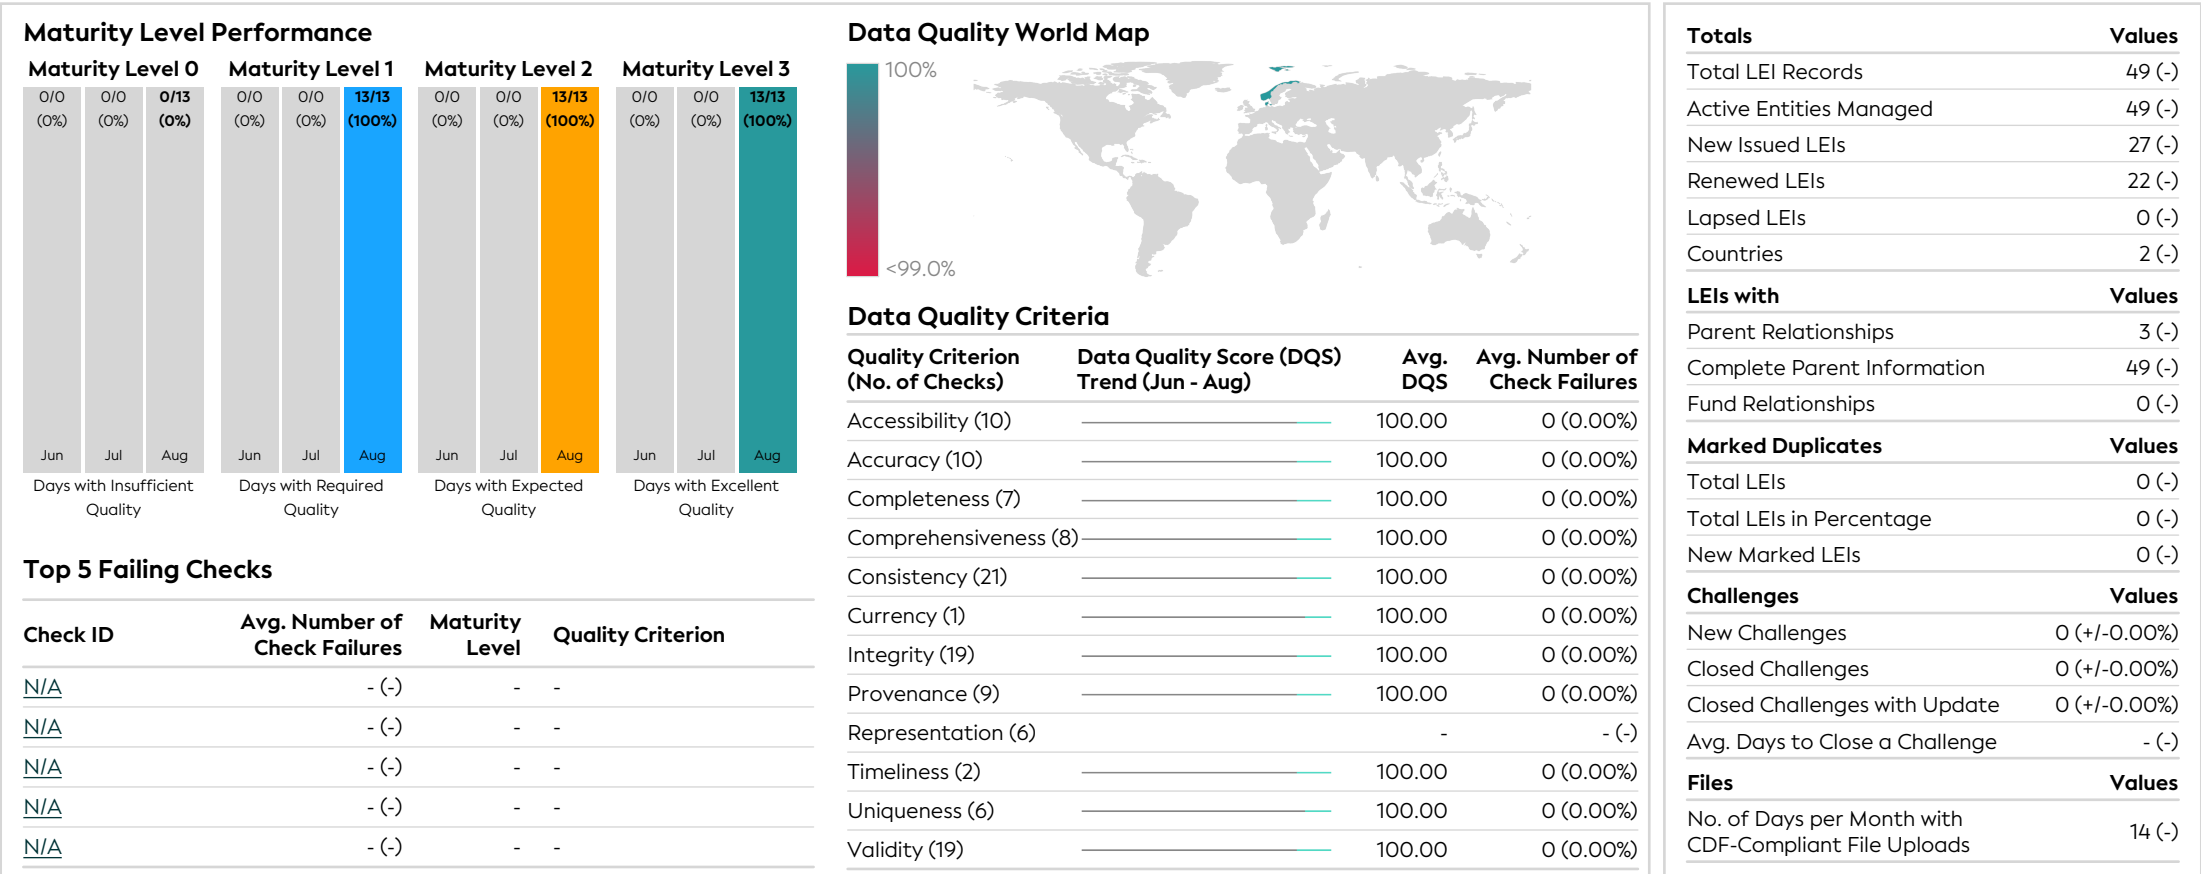 Maturity Level Performance
Maturity Level 0 Maturity Level 1 Maturity Level 2 Maturity Level 3
0/0 0/0 0/13 0/0 0/0 13/13 0/0 0/0 13/13 0/0 0/0 13/13
(0%) (0%) (0%) (0%) (0%) (100%) (0%) (0%) (100%) (0%) (0%) (100%)
Jun Jul Aug Jun Jul Aug Jun Jul Aug Jun Jul Aug
Days with Insufficient Days with Required Days with Expected Days with Excellent
Quality Quality Quality Quality
Top 5 Failing Checks
Check ID Avg. Number of Check Failures Maturity Level Quality Criterion
N/A - (-) - -
N/A - (-) - -
N/A - (-) - -
N/A - (-) - -
N/A - (-) - -
Data Quality World Map
100%
<99.0%
Data Quality Criteria
Quality Criterion Data Quality Score (DQS) Avg. Avg. Number of
(No. of Checks) Trend (Jun - Aug) DQS Check Failures
Accessibility (10) 100.00 0 (0.00%)
Accuracy (10) 100.00 0 (0.00%)
Completeness (7) 100.00 0 (0.00%)
Comprehensiveness (8) 100.00 0 (0.00%)
Consistency (21) 100.00 0 (0.00%)
Currency (1) 100.00 0 (0.00%)
Integrity (19) 100.00 0 (0.00%)
Provenance (9) 100.00 0 (0.00%)
Representation (6) - - (-)
Timeliness (2) 100.00 0 (0.00%)
Uniqueness (6) 100.00 0 (0.00%)
Validity (19) 100.00 0 (0.00%)
Totals Values
Total LEI Records 49 (-)
Active Entities Managed 49 (-)
New Issued LEIs 27 (-)
Renewed LEIs 22 (-)
Lapsed LEIs 0 (-)
Countries 2 (-)
LEIs with Values
Parent Relationships 3 (-)
Complete Parent Information 49 (-)
Fund Relationships 0 (-)
Marked Duplicates Values
Total LEIs 0 (-)
Total LEIs in Percentage 0 (-)
New Marked LEIs 0 (-)
Challenges Values
New Challenges 0 (+/-0.00%)
Closed Challenges 0 (+/-0.00%)
Closed Challenges with Update 0 (+/-0.00%)
Avg. Days to Close a Challenge - (-)
Files Values
No. of Days per Month with
CDF-Compliant File Uploads 14 (-)